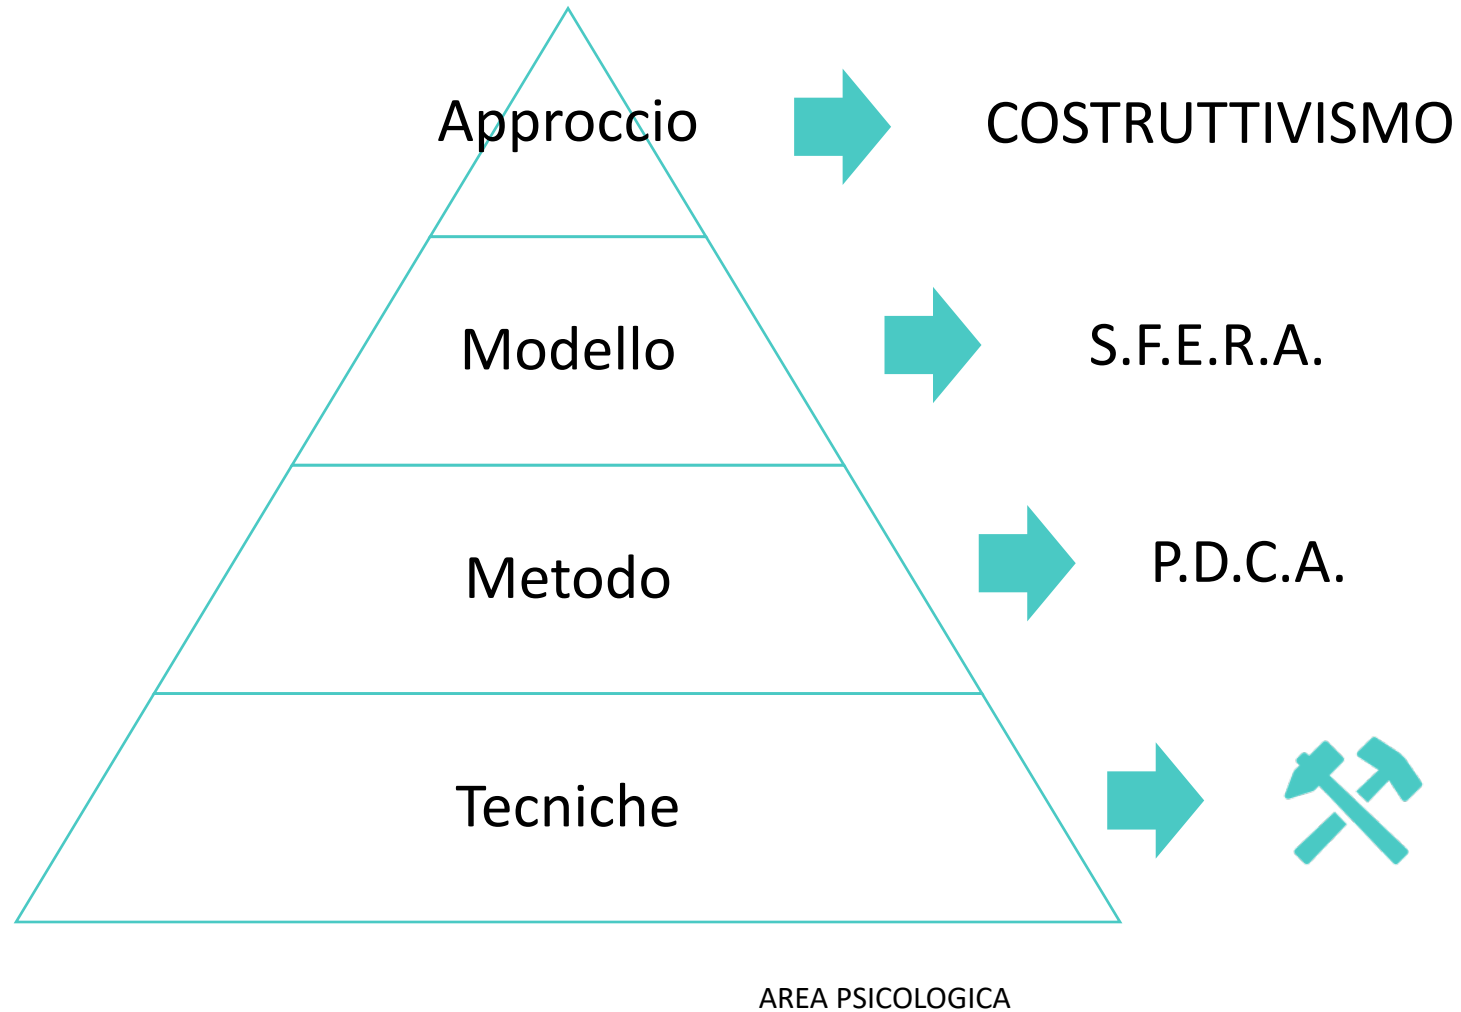 Approccio
COSTRUTTIVISMO
Modello
S.F.E.R.A.
Metodo
P.D.C.A.
Tecniche
AREA PSICOLOGICA